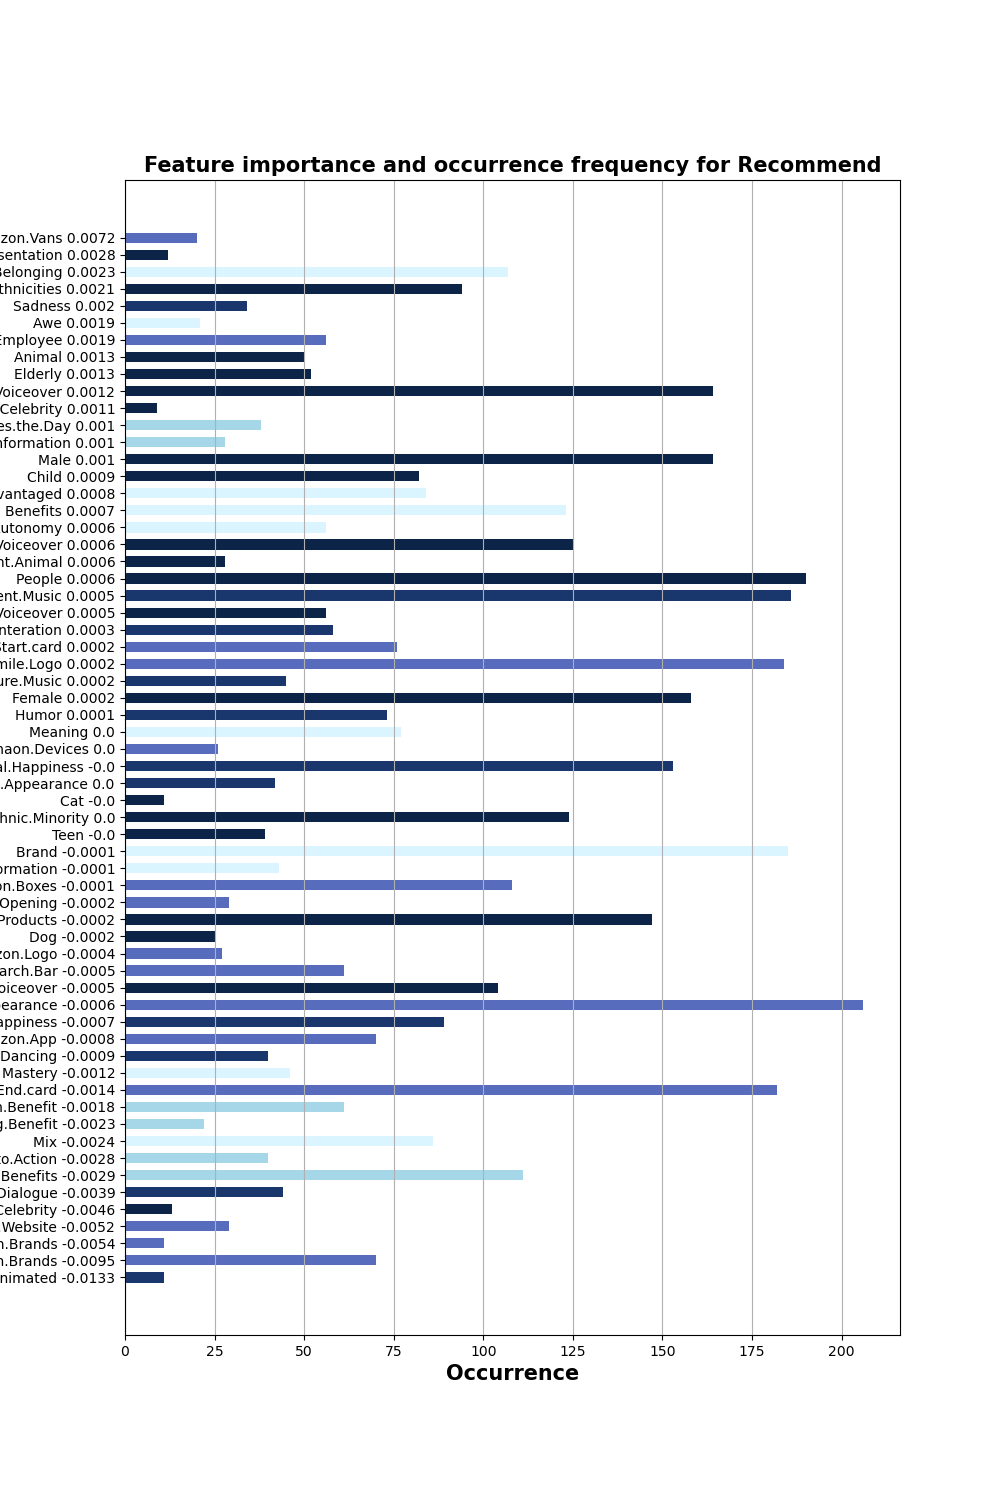 Feature importance and occurrence frequency for Recommend
zon.Vans 0.0072
sentation 0.0028
Belonging 0.0023
thnicities 0.0021
Sadness 0.002
Awe 0.0019
Employee 0.0019
Animal 0.0013
Elderly 0.0013
Voiceover 0.0012
Celebrity 0.0011
es.the.Day 0.001
nformation 0.001
Male 0.001
Child 0.0009
vantaged 0.0008
Benefits 0.0007
utonomy 0.0006
Voiceover 0.0006
nt.Animal 0.0006
People 0.0006
ent.Music 0.0005
Voiceover 0.0005
nteration 0.0003
Start.card 0.0002
mile.Logo 0.0002
ure.Music 0.0002
Female 0.0002
Humor 0.0001
Meaning 0.0
naon.Devices 0.0
al.Happiness -0.0
.Appearance 0.0
Cat -0.0
hnic.Minority 0.0
Teen -0.0
Brand -0.0001
ormation -0.0001
on.Boxes -0.0001
Opening -0.0002
Products -0.0002
Dog -0.0002
zon.Logo -0.0004
arch.Bar -0.0005
oiceover -0.0005
earance -0.0006
appiness -0.0007
zon.App -0.0008
Dancing -0.0009
Mastery -0.0012
End.card -0.0014
n.Benefit -0.0018
g.Benefit -0.0023
Mix -0.0024
to.Action -0.0028
Benefits -0.0029
Dialogue -0.0039
Celebrity -0.0046
.Website -0.0052
n.Brands -0.0054
n.Brands -0.0095
nimated -0.0133
0 25 50 75 100 125 150 175 200
Occurrence